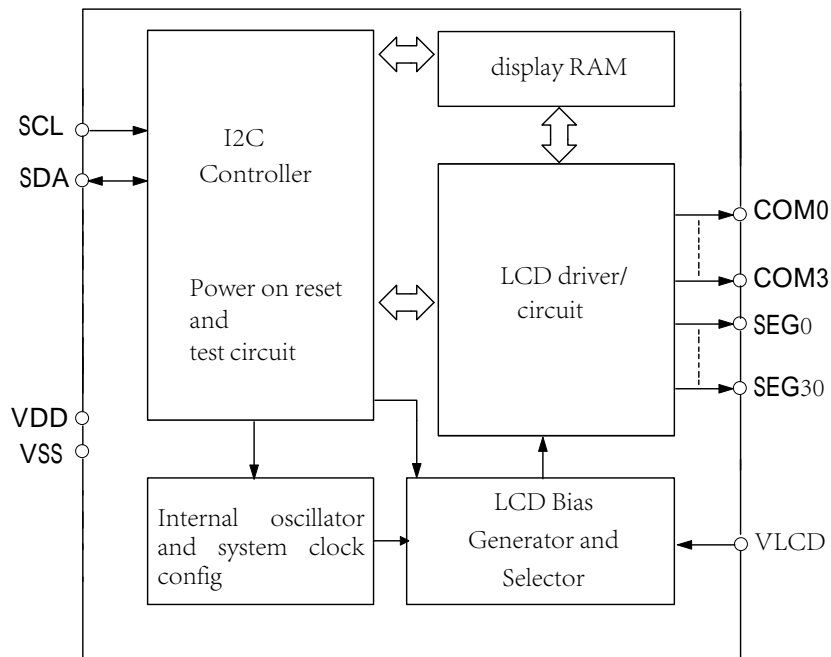 display RAM
SCL
I2C
Controller
SDA
COM0
LCD driver/
circuit
COM3
Power on reset
and
test circuit
SEG0
SEG30
VDD
VSS
Internal oscillator
and system clock
config
LCD Bias
Generator and
Selector
VLCD